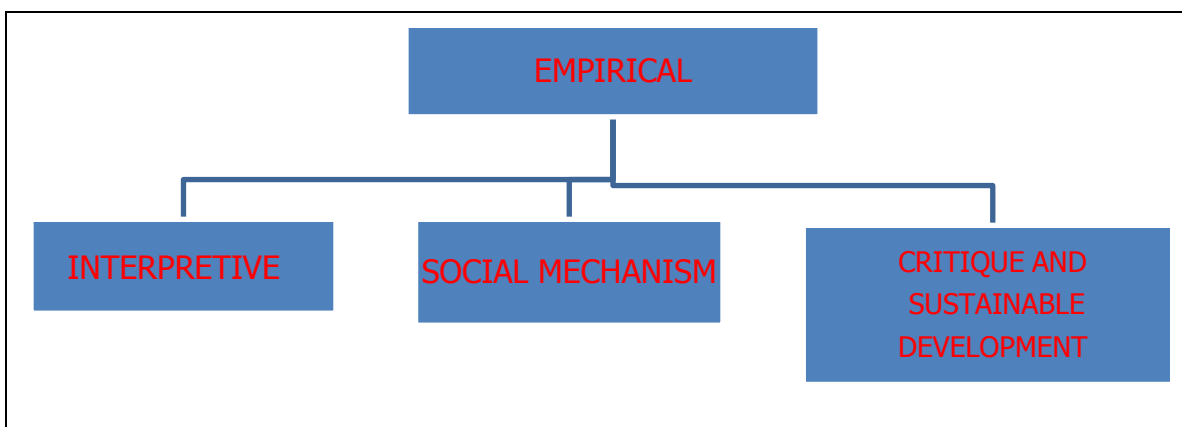 EMPIRICAL
INTERPRETIVE
SOCIAL MECHANISM
CRITIQUE AND
SUSTAINABLE
DEVELOPMENT